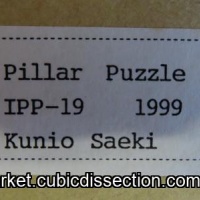 Pillar Puzzle
IPP-19 1999
Kunio Saeki
rket.cubicdissection.com